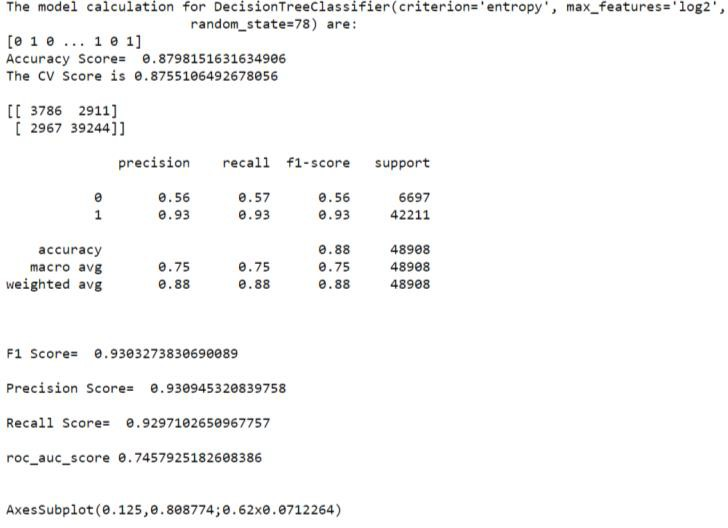 The model calculation for DecisionTreeClassifier(criterion='entropy', max_features='log2',
random_state=78) are:
[0 1 0 ... 1 0 1]
Accuracy Score=  0.8798151631634906
The CV Score is 0.8755106492678056
[[ 3786  2911]
 [ 2967 39244]]
precision    recall  f1-score   support
0       0.56      0.57      0.56      6697
1       0.93      0.93      0.93     42211
accuracy                           0.88     48908
macro avg       0.75      0.75      0.75     48908
weighted avg       0.88      0.88      0.88     48908
F1 Score=  0.9303273830690089
Precision Score=  0.930945320839758
Recall Score=  0.9297102650967757
roc_auc_score 0.7457925182608386
AxesSubplot(0.125,0.808774;0.62x0.0712264)